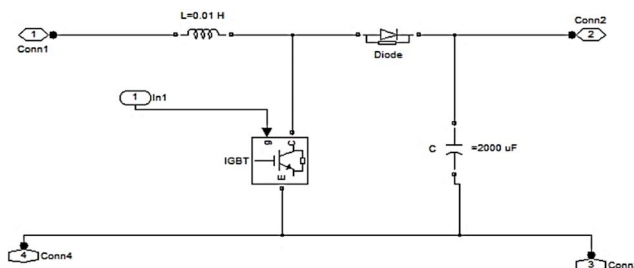 L=0.01 H
1
Conn1
Conn2
2
Diode
1
In1
g
C
IGBT
E
C
=2000 uF
4
Conn4
3
Conn